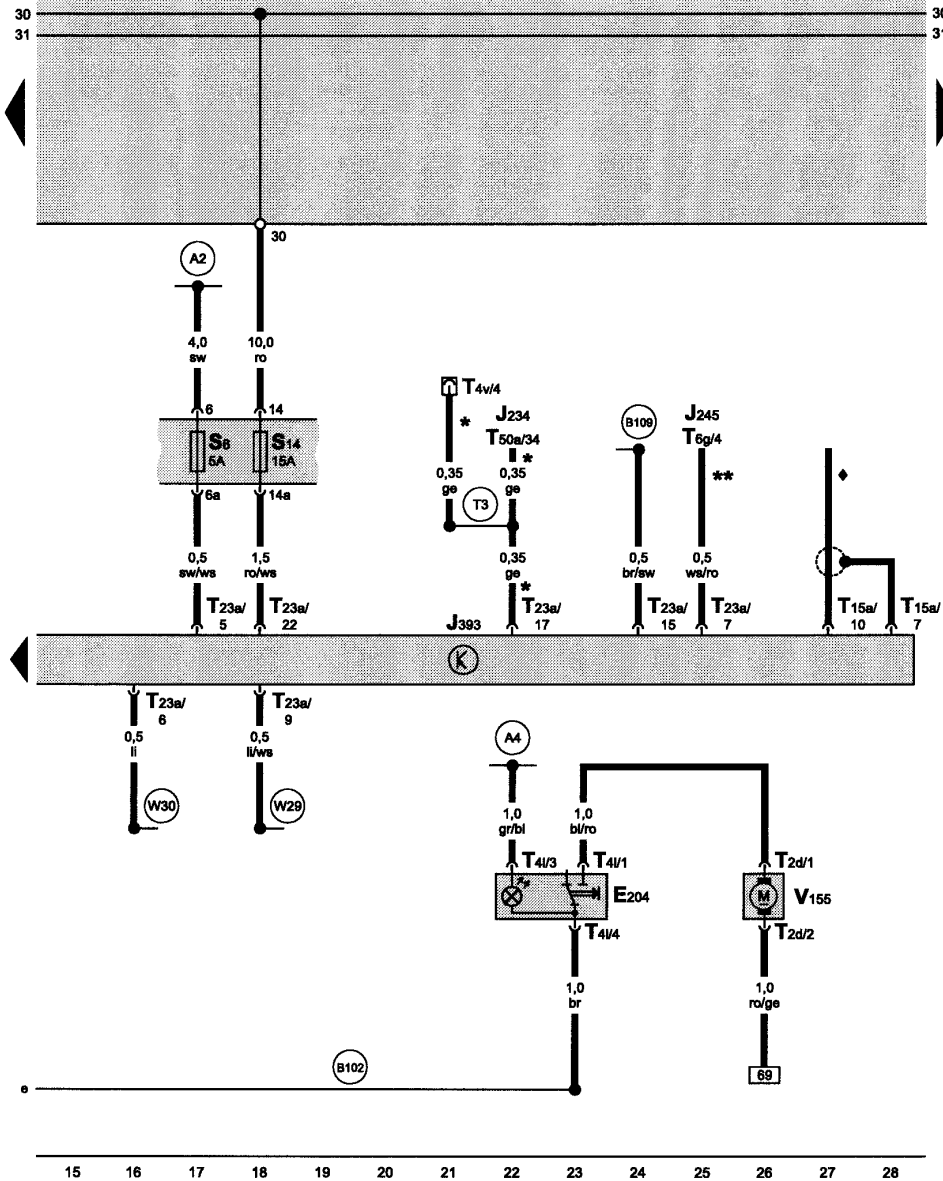 30 30
31 31
30
A2
4,0
sw
10,0
ro
6 14
S6
5A
S14
15A
6a 14a
T4v/4
*
J234
T50a/34
*
0,35
ge
0,35
ge
T3
B109
J245
T6g/4
**
♦
0,5
sw/ws
1,5
ro/ws
0,35
ge
*
0,5
br/sw
0,5
ws/ro
T23a/
5
T23a/
22
J393
T23a/
17
T23a/
15
T23a/
7
T15a/
10
T15a/
7
K
T23a/
6
T23a/
9
0,5
li
0,5
li/ws
W30
W29
A4
1,0
gr/bl
1,0
bl/ro
T4l/3 T4l/1 T2d/1
E204
M
V155
T4l/4 T2d/2
1,0
br
1,0
ro/ge
B102
69
e
15 16 17 18 19 20 21 22 23 24 25 26 27 28